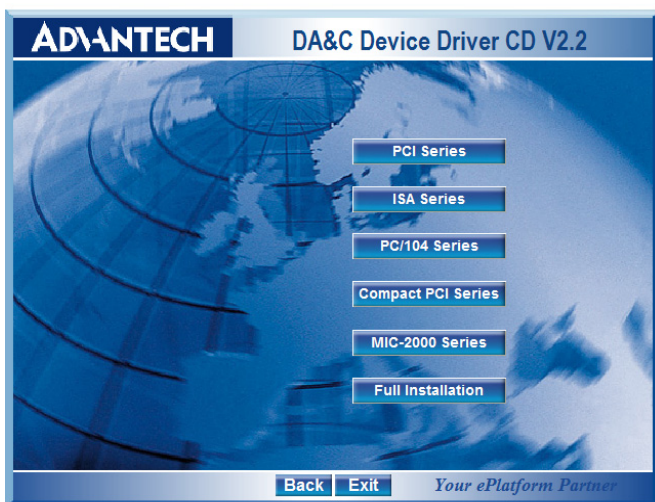 ADVANTECH DA&C Device Driver CD V2.2
PCI Series
ISA Series
PC/104 Series
Compact PCI Series
MIC-2000 Series
Full Installation
Back Exit Your ePlatform Partner